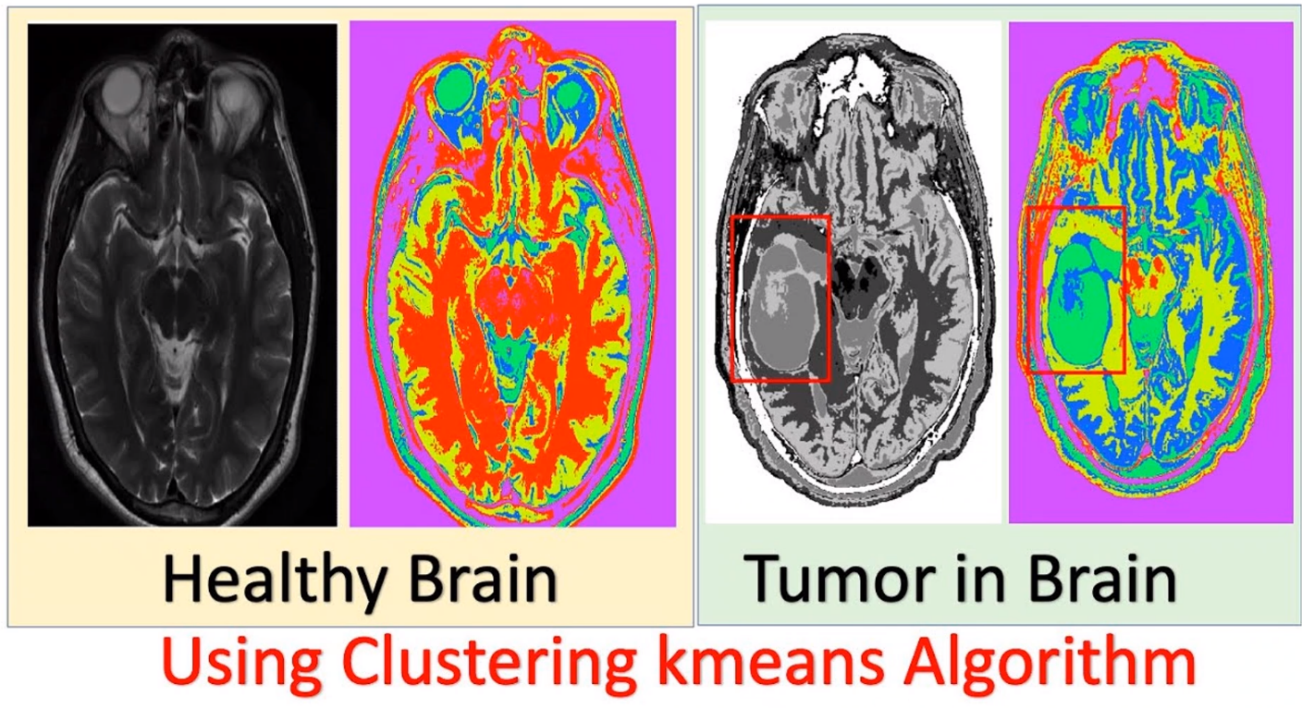 Healthy Brain
Tumor in Brain
Using Clustering kmeans Algorithm